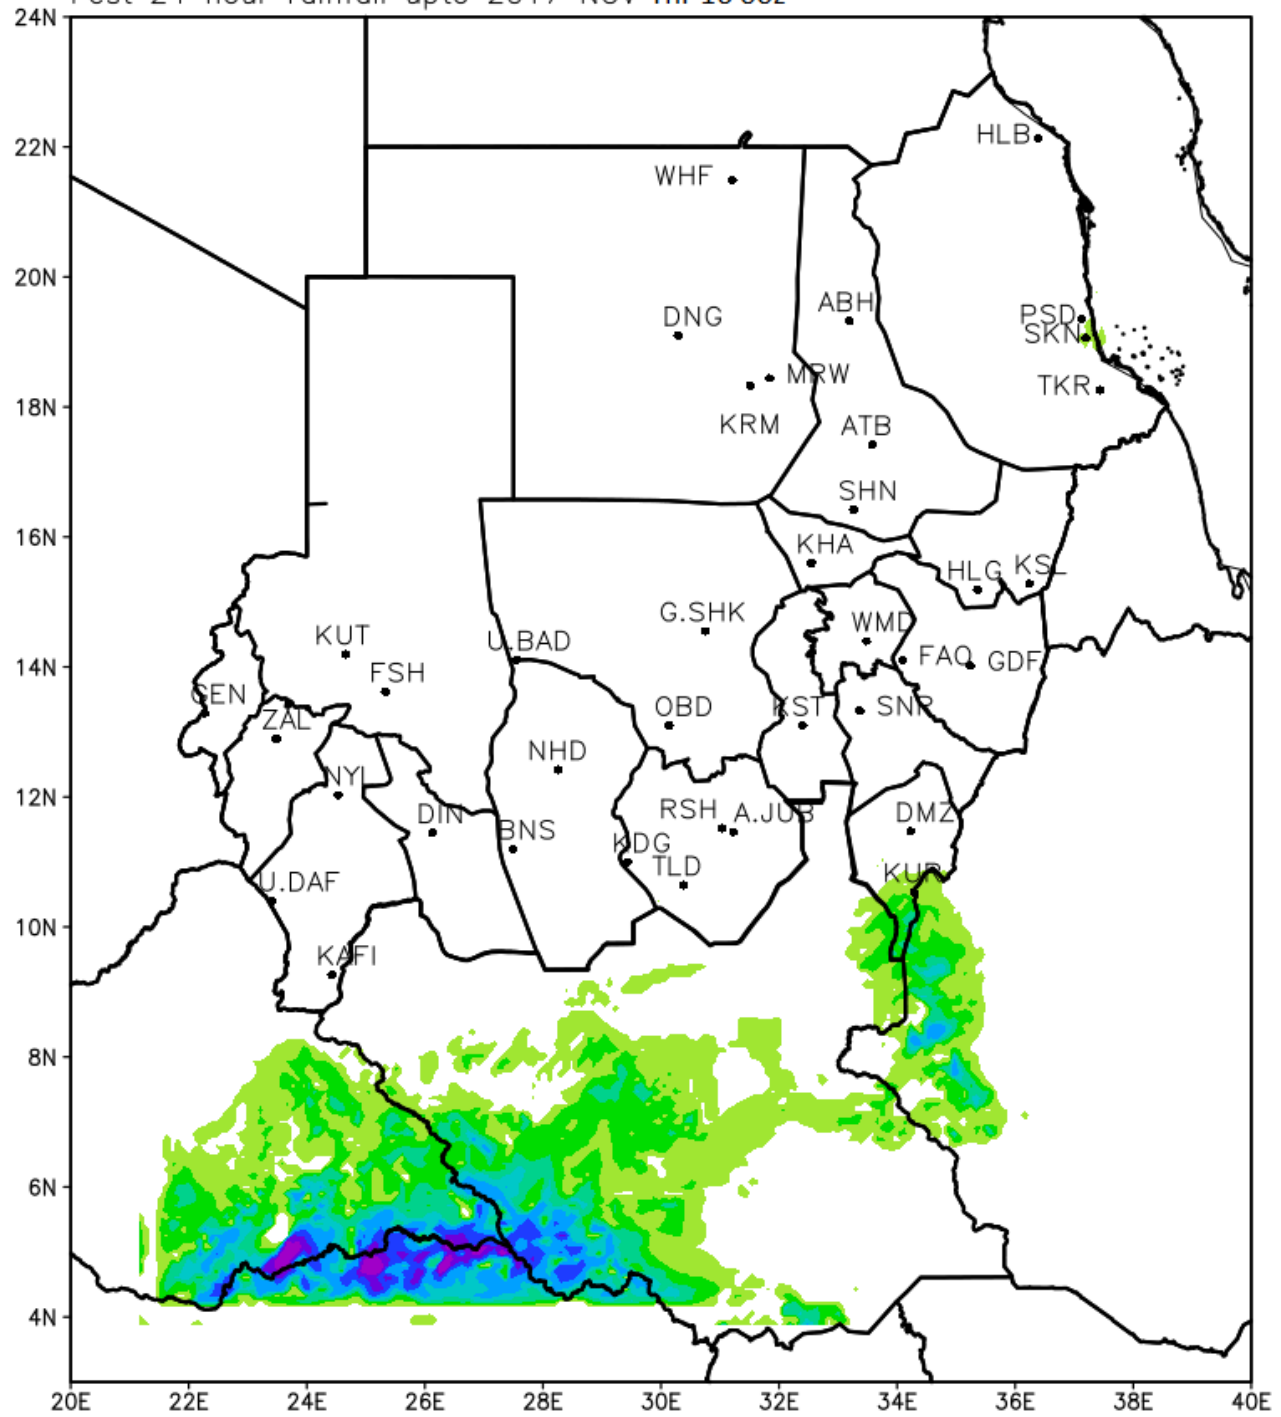 24N
22N
20N
18N
16N
14N
12N
10N
8N
6N
4N
20E 22E 24E 26E 28E 30E 32E 34E 36E 38E 40E
HLB
WHF
ABH
DNG
PSD
SKN
MRW
TKR
KRM
ATB
SHN
KHA
HLG KSL
G.SHK
WMD
KUT
U.BAD
FSH
FAO GDF
GEN
OBD KST SNR
ZAL
NHD
NYL
DIN
RSH A.JUB DMZ
BNS
KDG
TLD
KUR
U.DAF
KAFI